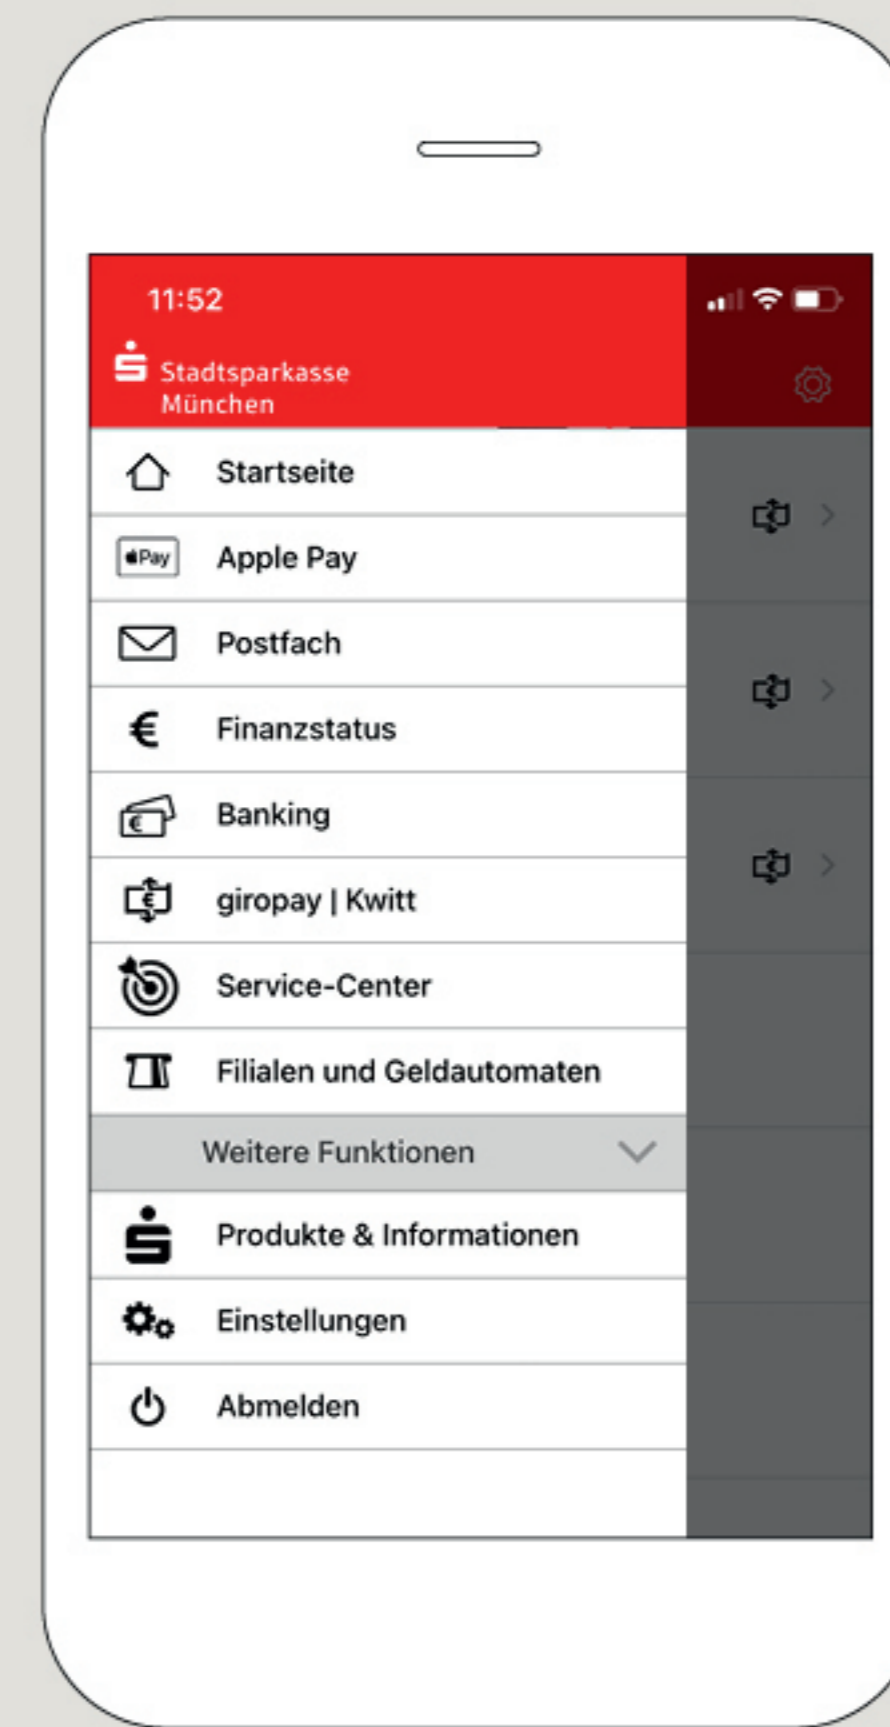 11:52
Stadtsparkasse
München
Startseite
Pay Apple Pay
Postfach
€ Finanzstatus
Banking
giropay | Kwitt
Service-Center
Filialen und Geldautomaten
Weitere Funktionen
Produkte & Informationen
Einstellungen
Abmelden